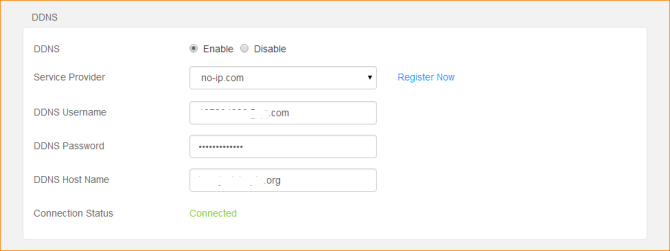 DDNS
DDNS Enable Disable
Service Provider no-ip.com Register Now
DDNS Username .com
DDNS Password •••••••••••••
DDNS Host Name .org
Connection Status Connected